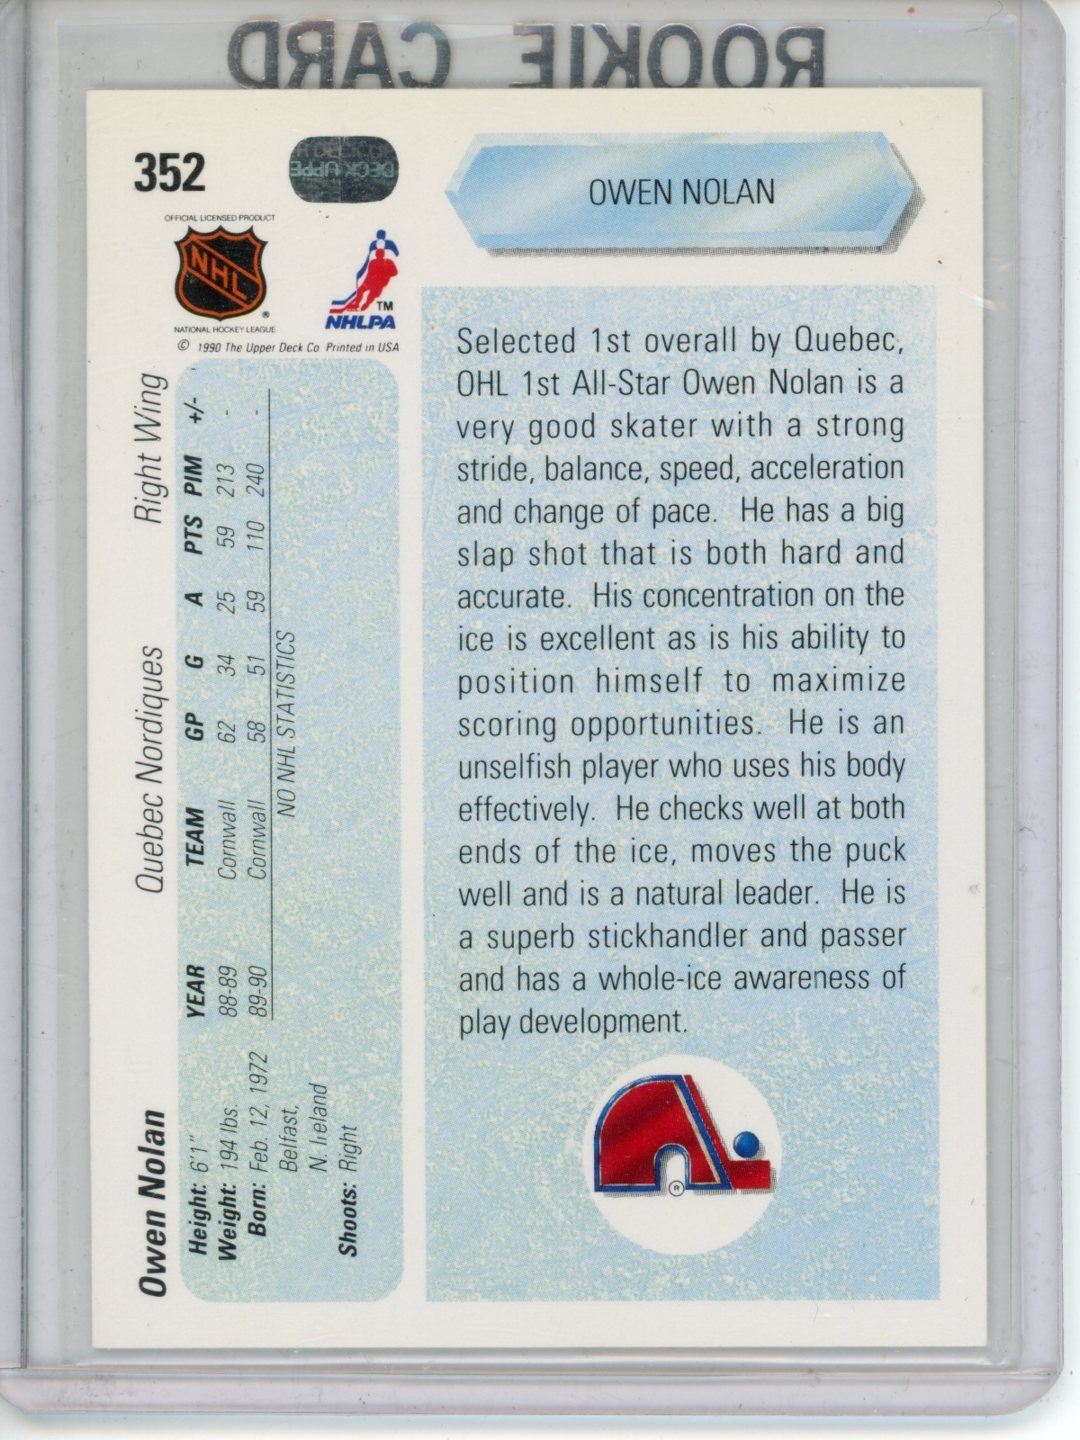 ROOKIE CARD
352
UPPER DECK
OWEN NOLAN
OFFICIAL LICENSED PRODUCT
NHL
®
NATIONAL HOCKEY LEAGUE
TM
NHLPA
© 1990 The Upper Deck Co. Printed in USA
Selected 1st overall by Quebec,
OHL 1st All-Star Owen Nolan is a
very good skater with a strong
stride, balance, speed, acceleration
and change of pace. He has a big
slap shot that is both hard and
accurate. His concentration on the
ice is excellent as is his ability to
position himself to maximize
scoring opportunities. He is an
unselfish player who uses his body
effectively. He checks well at both
ends of the ice, moves the puck
well and is a natural leader. He is
a superb stickhandler and passer
and has a whole-ice awareness of
play development.
®
Owen Nolan Quebec Nordiques Right Wing
Height: 6'1"
Weight: 194 lbs.
Born: Feb. 12, 1972
Belfast,
N. Ireland
Shoots: Right
YEAR TEAM GP G A PTS PIM +/-
88-89 Cornwall 62 34 25 59 213 -
89-90 Cornwall 58 51 59 110 240 -
NO NHL STATISTICS